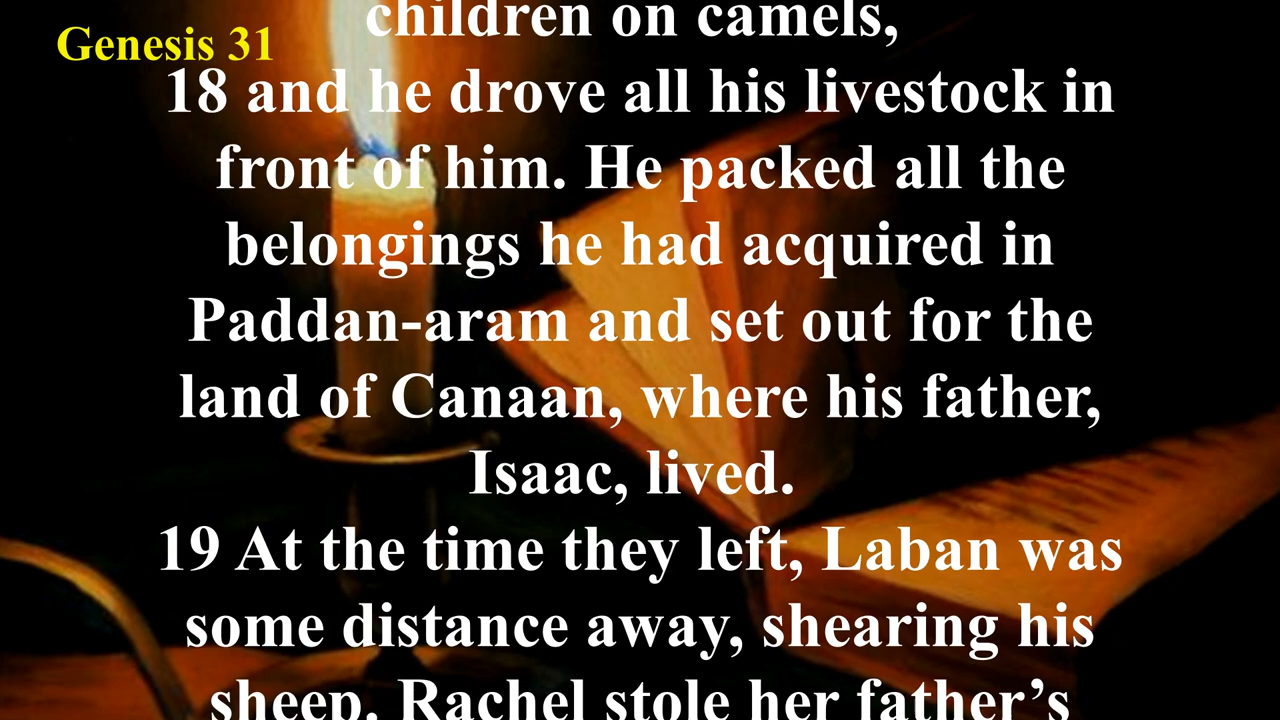 Genesis 31
children on camels,
18 and he drove all his livestock in
front of him. He packed all the
belongings he had acquired in
Paddan-aram and set out for the
land of Canaan, where his father,
Isaac, lived.
19 At the time they left, Laban was
some distance away, shearing his
sheep. Rachel stole her father’s